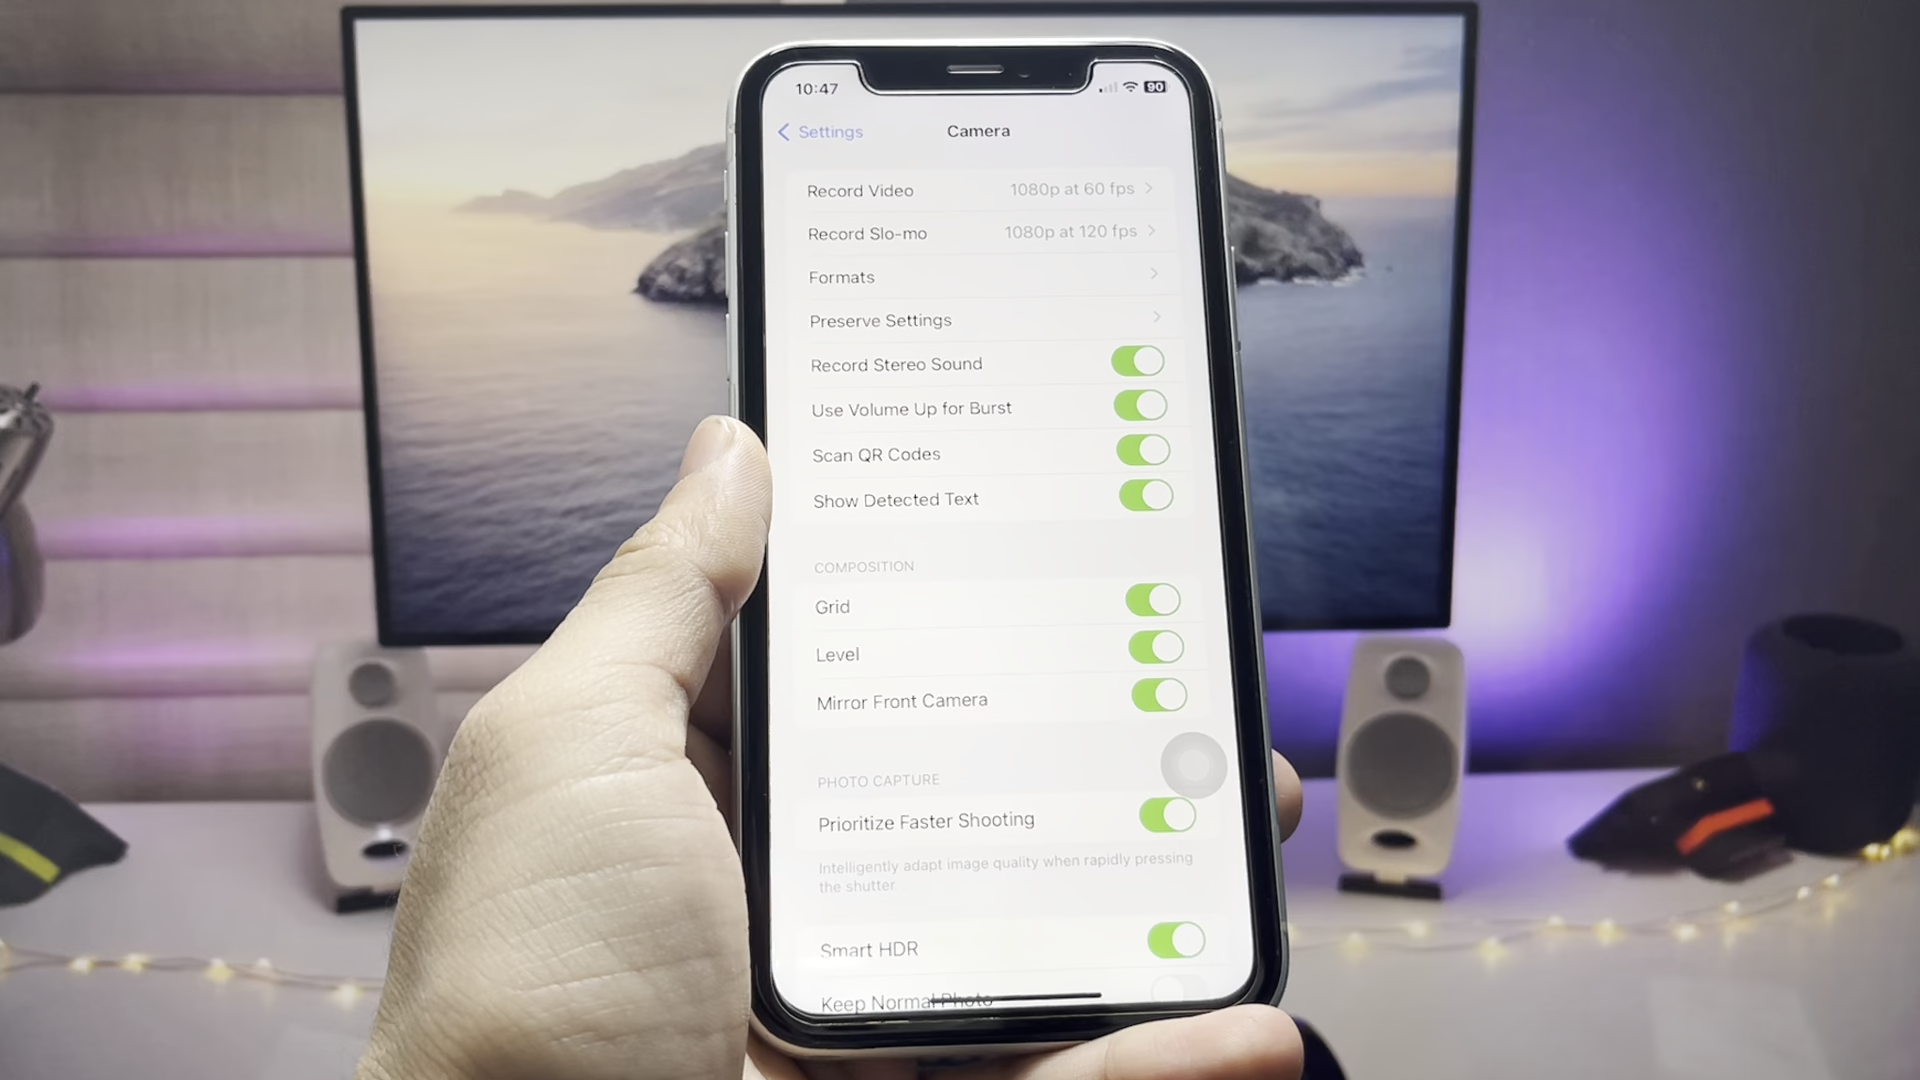 10:47
90
Settings
Camera
Record Video 1080p at 60 fps
Record Slo-mo 1080p at 120 fps
Formats
Preserve Settings
Record Stereo Sound
Use Volume Up for Burst
Scan QR Codes
Show Detected Text
COMPOSITION
Grid
Level
Mirror Front Camera
PHOTO CAPTURE
Prioritize Faster Shooting
Intelligently adapt image quality when rapidly pressing
the shutter.
Smart HDR
Keep Normal Photo